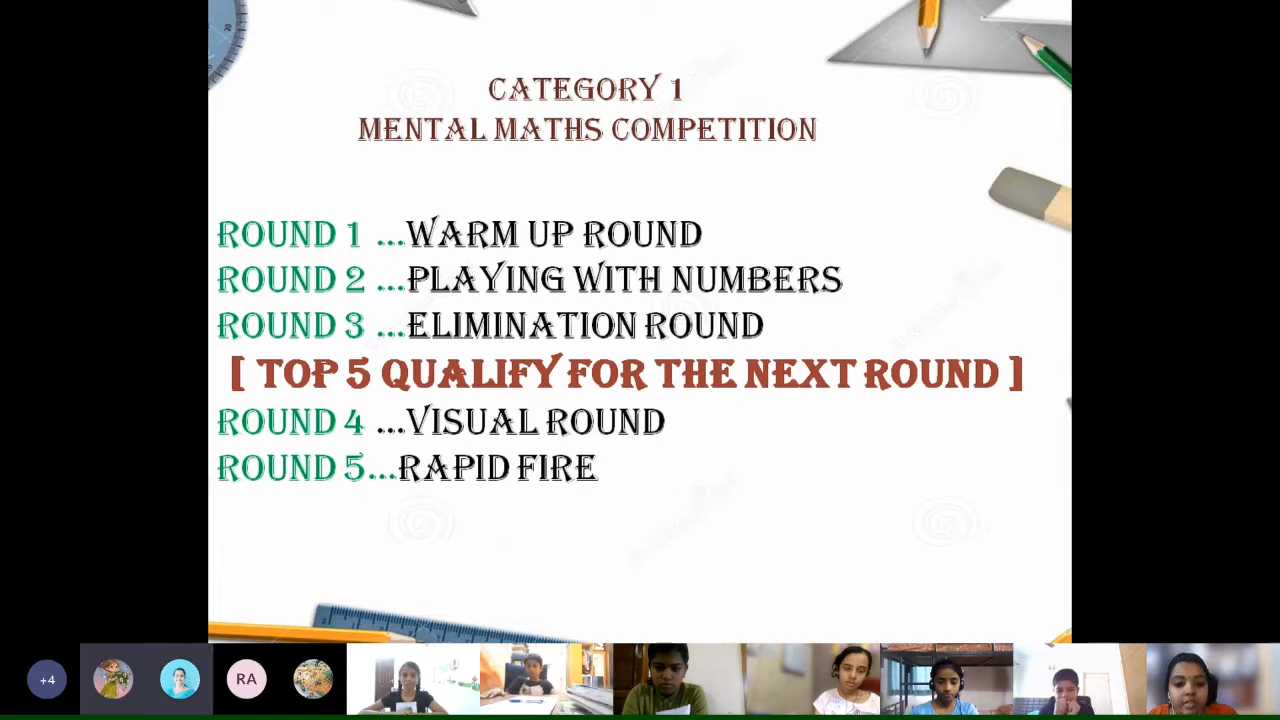 CATEGORY 1
MENTAL MATHS COMPETITION
ROUND 1 ...WARM UP ROUND
ROUND 2 ...PLAYING WITH NUMBERS
ROUND 3 ...ELIMINATION ROUND
[ TOP 5 QUALIFY FOR THE NEXT ROUND ]
ROUND 4 ...VISUAL ROUND
ROUND 5...RAPID FIRE
+4
RA